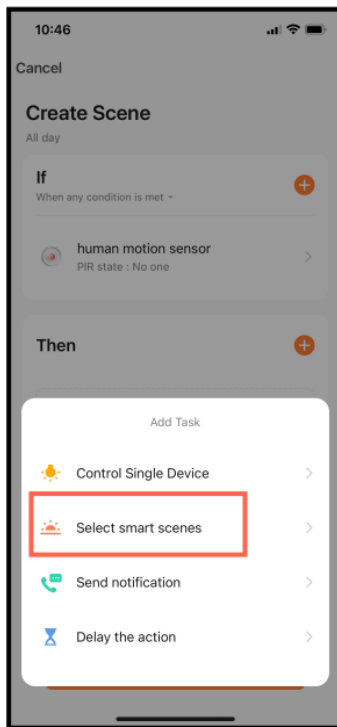 10:46
Cancel
Create Scene
All day
If
When any condition is met
human motion sensor
PIR state : No one
Then
Add Task
Control Single Device
Select smart scenes
Send notification
Delay the action